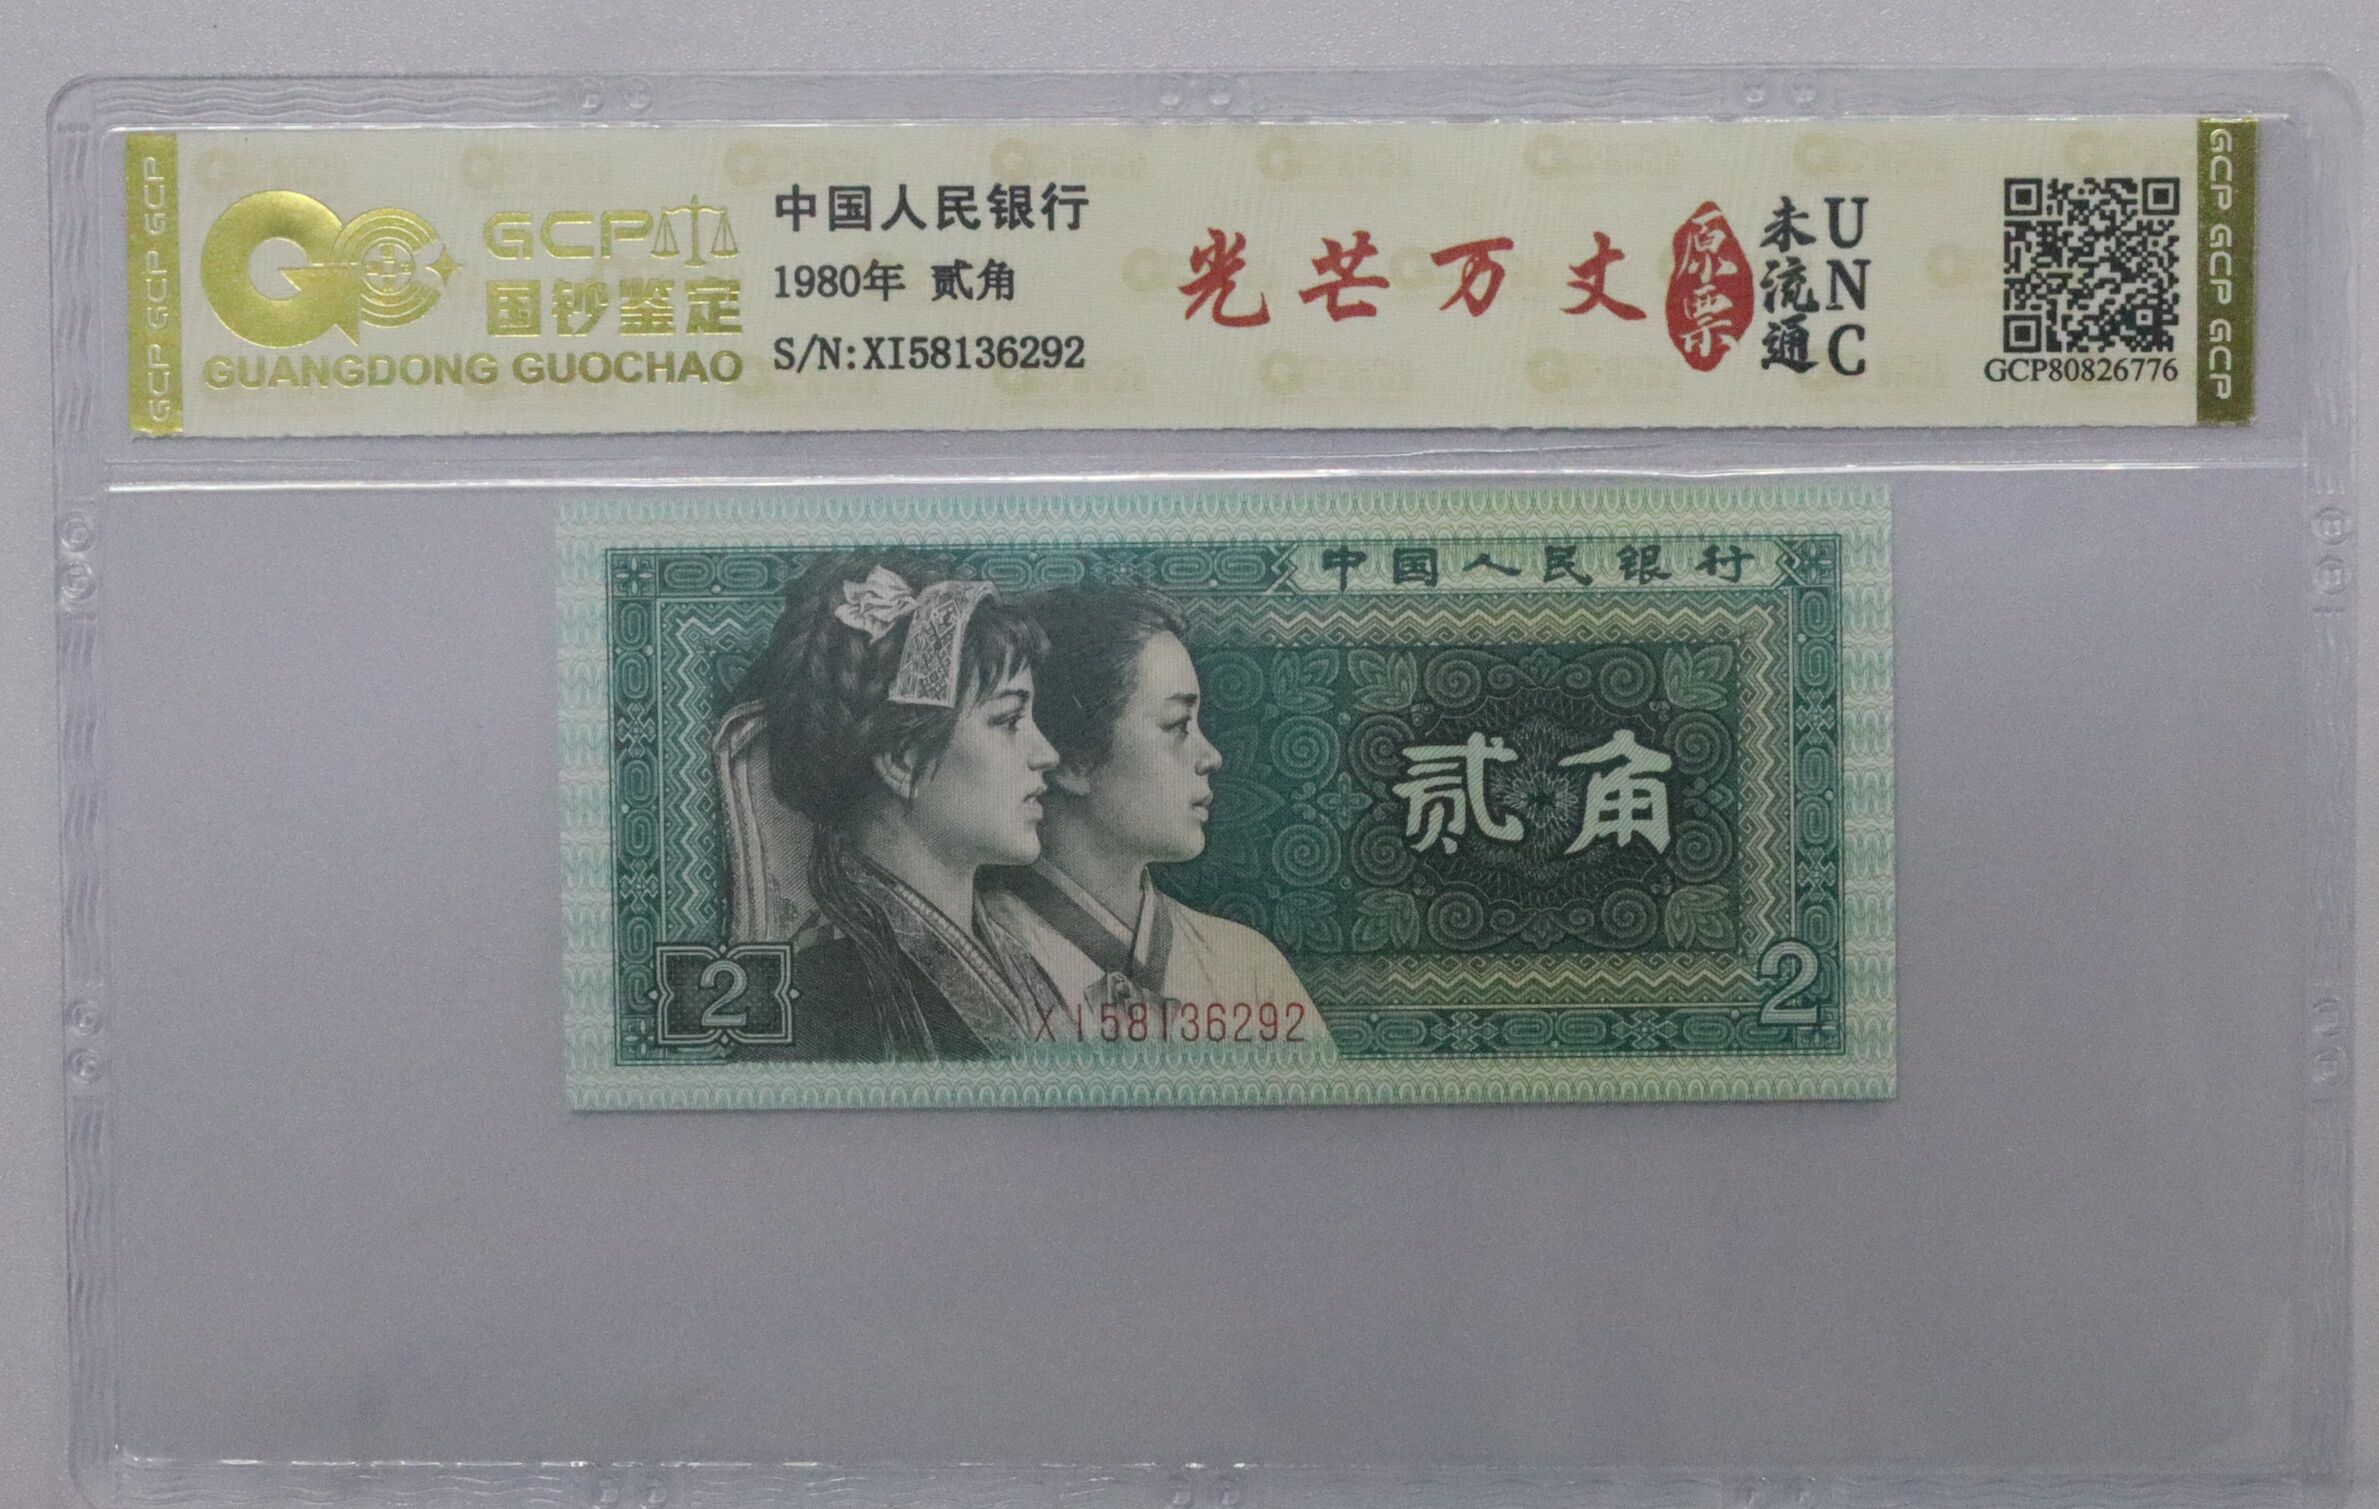 GCP GCP GCP GCP
GCP
国钞鉴定
GUANGDONG GUOCHAO
中国人民银行
1980年 贰角
S/N:XI58136292
光芒万丈
原票
未流通
UNC
GCP80826776
GCP GCP GCP
中国人民银行
贰角
2
2
XI58136292